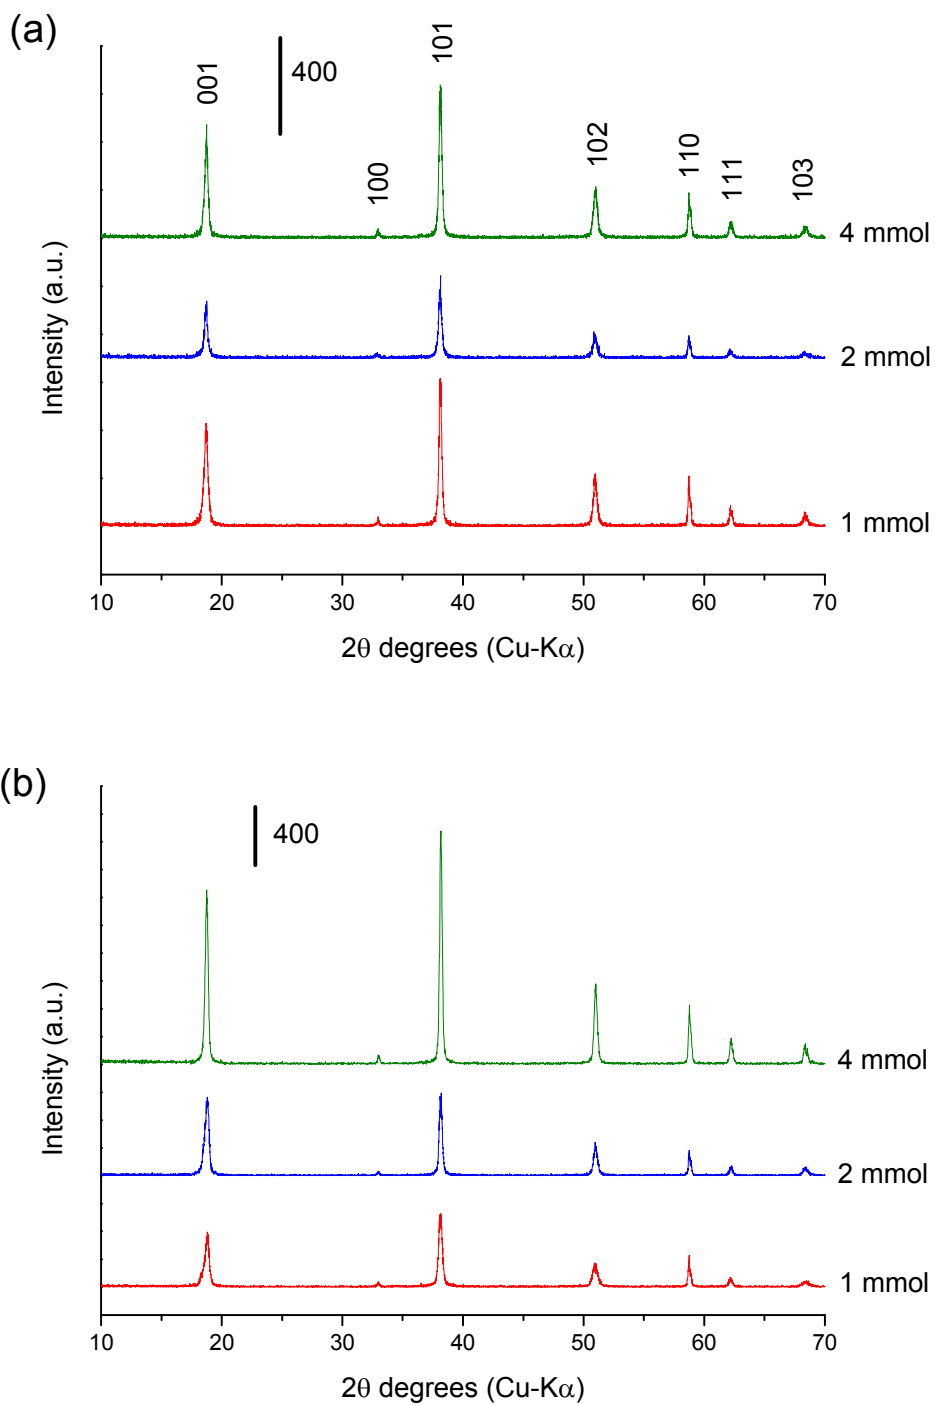 (a)
400
001
100
101
102
110
111
103
4 mmol
2 mmol
1 mmol
Intensity (a.u.)
10 20 30 40 50 60 70
2θ degrees (Cu-Kα)
(b)
400
4 mmol
2 mmol
1 mmol
Intensity (a.u.)
10 20 30 40 50 60 70
2θ degrees (Cu-Kα)